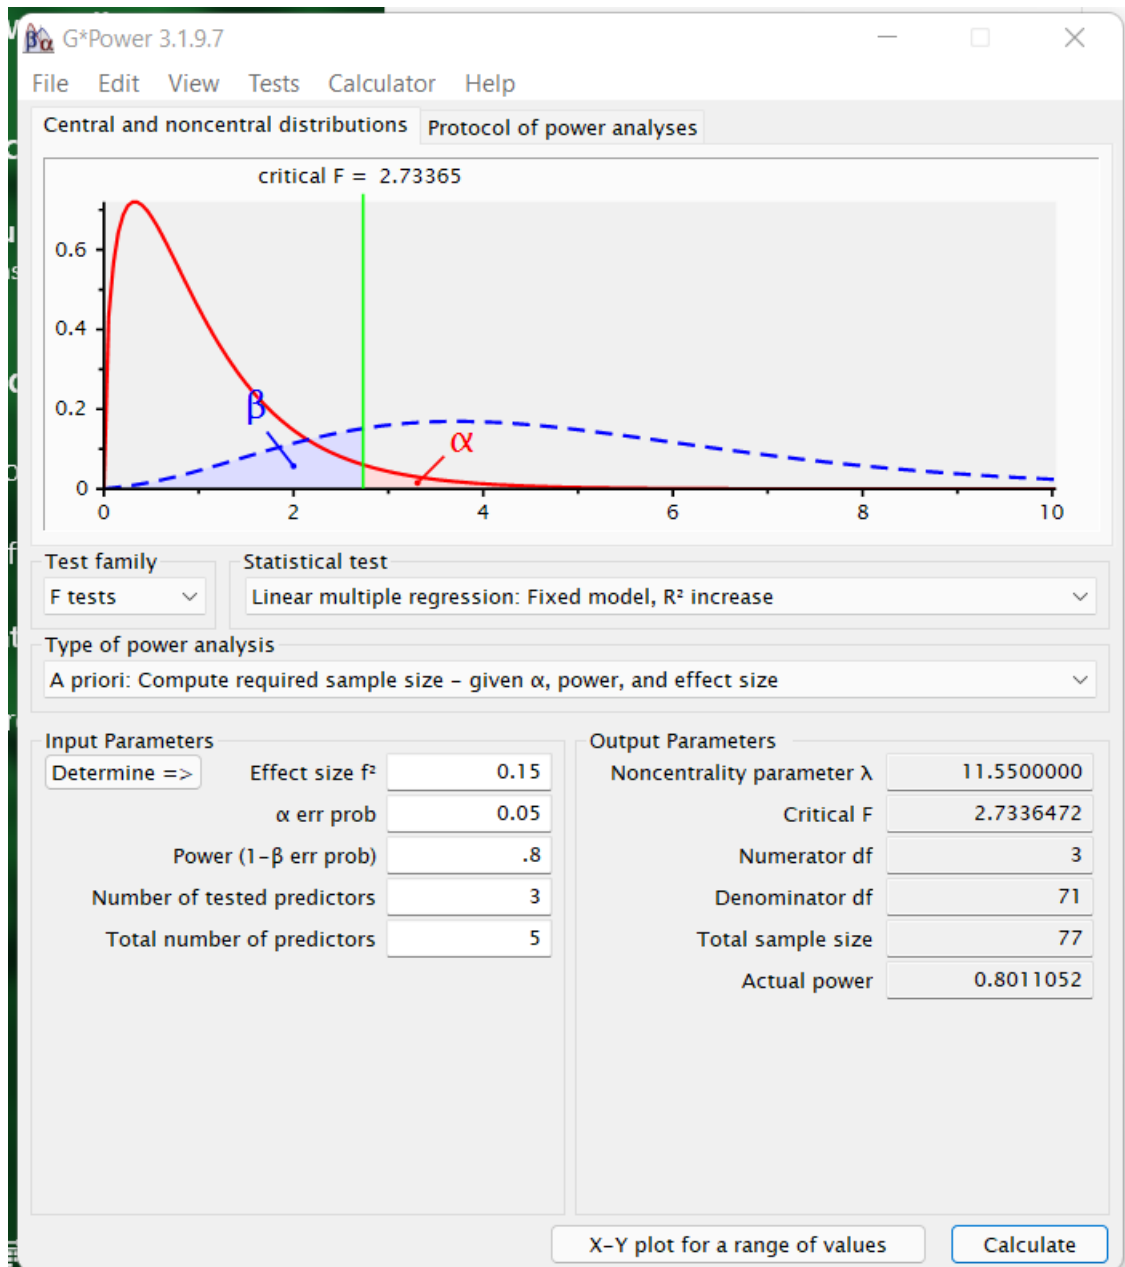 G*Power 3.1.9.7
File Edit View Tests Calculator Help
Central and noncentral distributions Protocol of power analyses
critical F = 2.73365
0.6
0.4
0.2
0
β
α
0 2 4 6 8 10
Test family Statistical test
F tests Linear multiple regression: Fixed model, R² increase
Type of power analysis
A priori: Compute required sample size – given α, power, and effect size
Input Parameters
Determine => Effect size f² 0.15
α err prob 0.05
Power (1–β err prob) .8
Number of tested predictors 3
Total number of predictors 5
Output Parameters
Noncentrality parameter λ 11.5500000
Critical F 2.7336472
Numerator df 3
Denominator df 71
Total sample size 77
Actual power 0.8011052
X–Y plot for a range of values Calculate